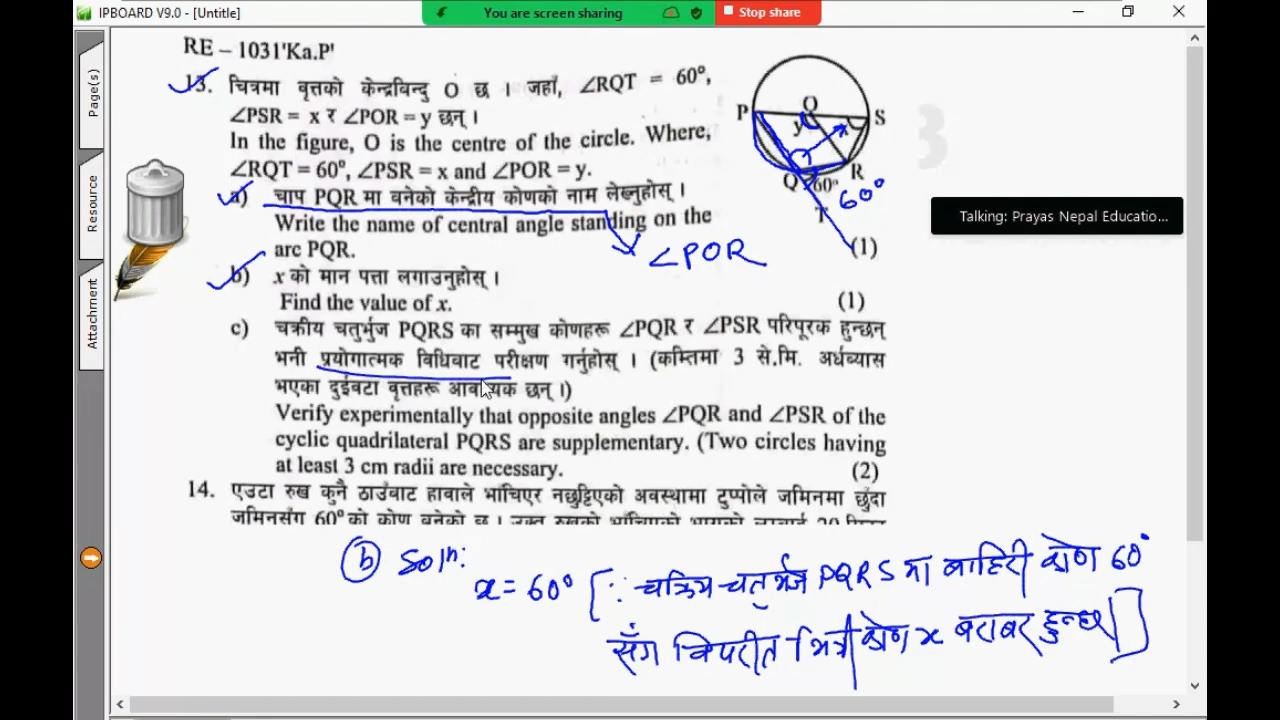 IPBOARD V9.0 - [Untitle]
You are screen sharing
Stop share
Page(s)
Resource
Attachment
RE – 1031'Ka.P'
13. चित्रमा वृत्तको केन्द्रविन्दु O छ । जहाँ, ∠RQT = 60°,
∠PSR = x र ∠POR = y छन् ।
In the figure, O is the centre of the circle. Where,
∠RQT = 60°, ∠PSR = x and ∠POR = y.
a) चाप PQR मा बनेको केन्द्रीय कोणको नाम लेख्नुहोस् ।
Write the name of central angle standing on the
arc PQR. (1)
∠POR
b) x को मान पत्ता लगाउनुहोस् ।
Find the value of x. (1)
c) चक्रीय चतुर्भुज PQRS का सम्मुख कोणहरू ∠PQR र ∠PSR परिपूरक हुन्छन्
भनी प्रयोगात्मक विधिबाट परीक्षण गर्नुहोस् । (कम्तिमा 3 से.मि. अर्धव्यास
भएका दुईवटा वृत्तहरू आवश्यक छन् ।)
Verify experimentally that opposite angles ∠PQR and ∠PSR of the
cyclic quadrilateral PQRS are supplementary. (Two circles having
at least 3 cm radii are necessary. (2)
14. एउटा रुख कुनै ठाउँबाट हावाले भाँचिएर नछुट्टिएको अवस्थामा टुप्पोले जमिनमा छुँदा
जमिनसंग 60° को कोण बनेको छ । उक्त रुखको भाँचिएको भागको लम्बाई 20
P
O
S
y
x
Q
60°
R
T
60°
Talking: Prayas Nepal Educatio...
(b) Solⁿ:
x = 60° [∵ चक्रिय चतुर्भुज PQRS मा बाहिरी कोण 60°
सँग विपरीत भित्री कोण x बराबर हुन्छ]